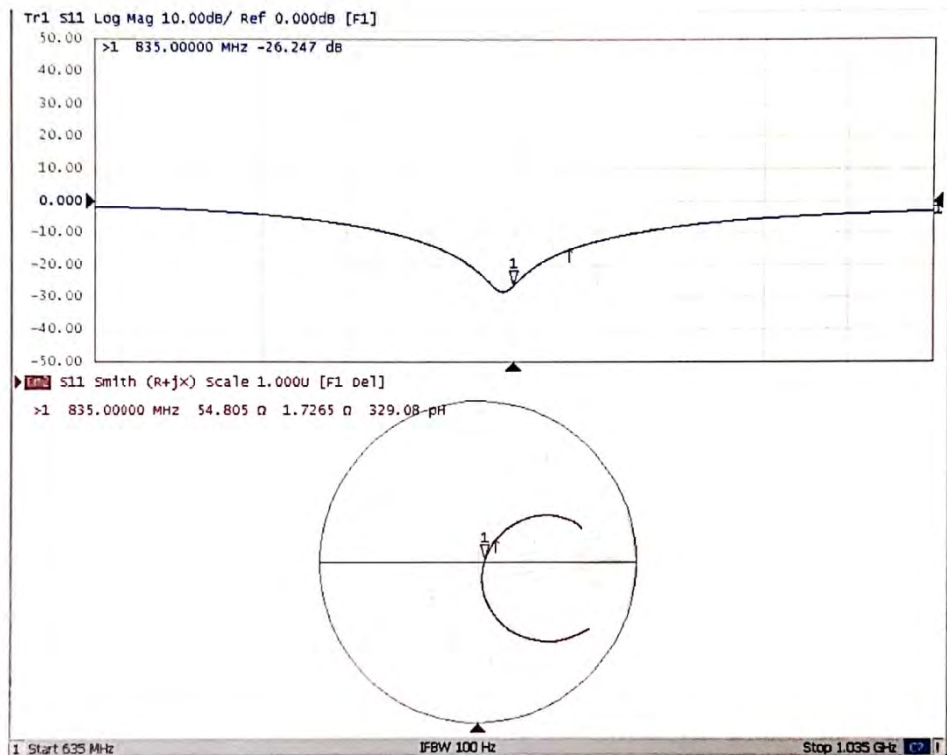 Tr1 S11 Log Mag 10.00dB/ Ref 0.000dB [F1]
50.00
>1 835.00000 MHz -26.247 dB
40.00
30.00
20.00
10.00
0.000
-10.00
-20.00
1
-30.00
-40.00
-50.00
S11 Smith (R+jX) Scale 1.000U [F1 Del]
>1 835.00000 MHz 54.805 Ω 1.7265 Ω 329.08 pH
1
1 Start 635 MHz IFBW 100 Hz Stop 1.035 GHz C?